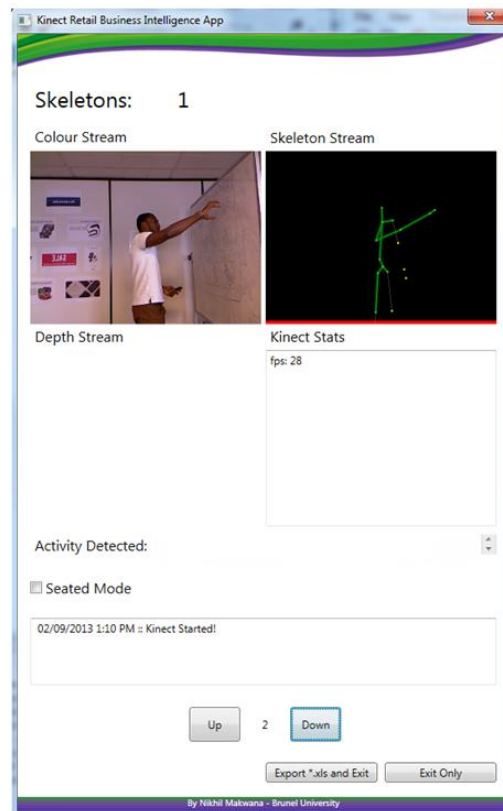 Kinect Retail Business Intelligence App
Skeletons: 1
Colour Stream
Skeleton Stream
SALE
Depth Stream
Kinect Stats
fps: 28
Activity Detected:
Seated Mode
02/09/2013 1:10 PM :: Kinect Started!
Up
2
Down
Export *.xls and Exit
Exit Only
By Nikhil Makwana - Brunel University